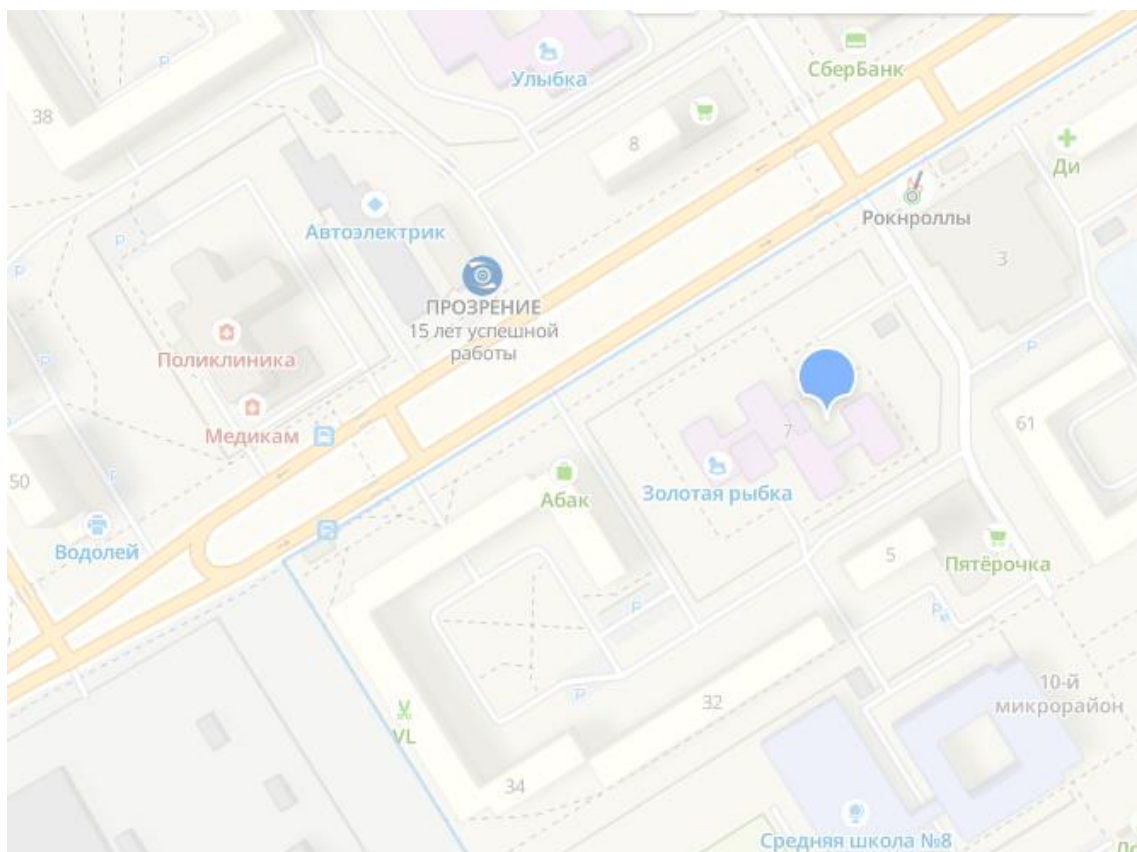 Улыбка
СберБанк
38
8
Ди
Автоэлектрик
Рокнроллы
3
ПРОЗРЕНИЕ
15 лет успешной
работы
Поликлиника
Медикам
7
61
50
Золотая рыбка
Абак
Водолей
5
Пятёрочка
10-й
микрорайон
32
VL
34
Средняя школа №8
P
P
P
P
P
P
P
P
P